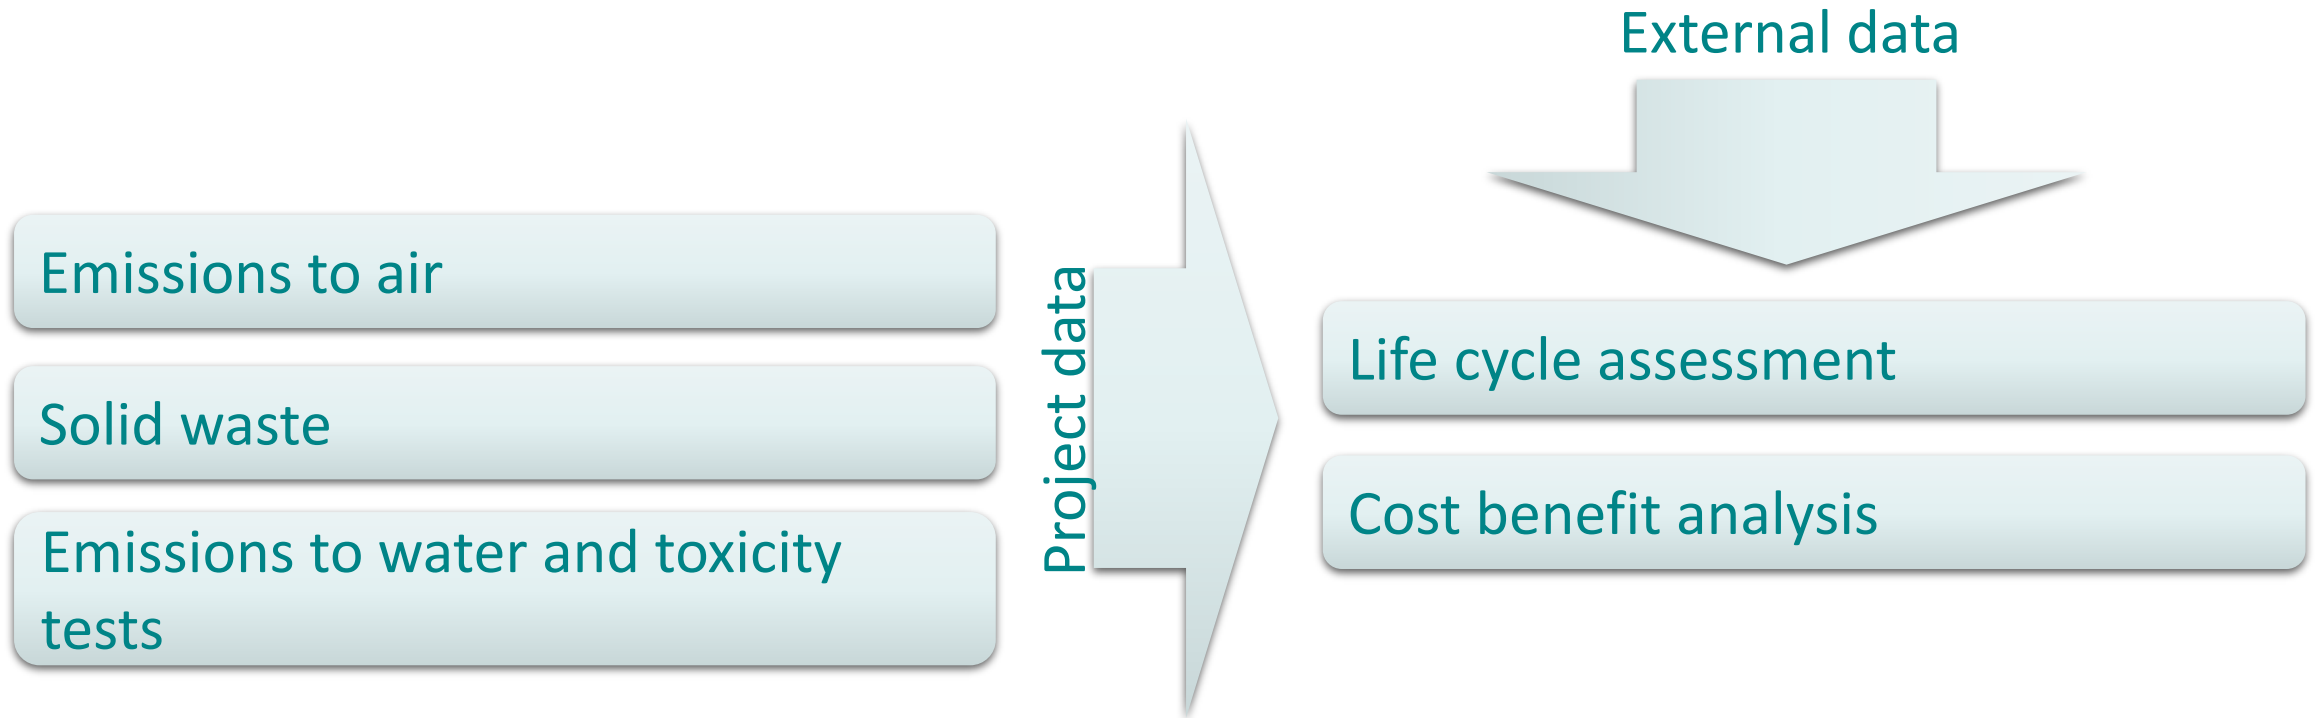 External data
Emissions to air
Solid waste
Emissions to water and toxicity
tests
Project data
Life cycle assessment
Cost benefit analysis